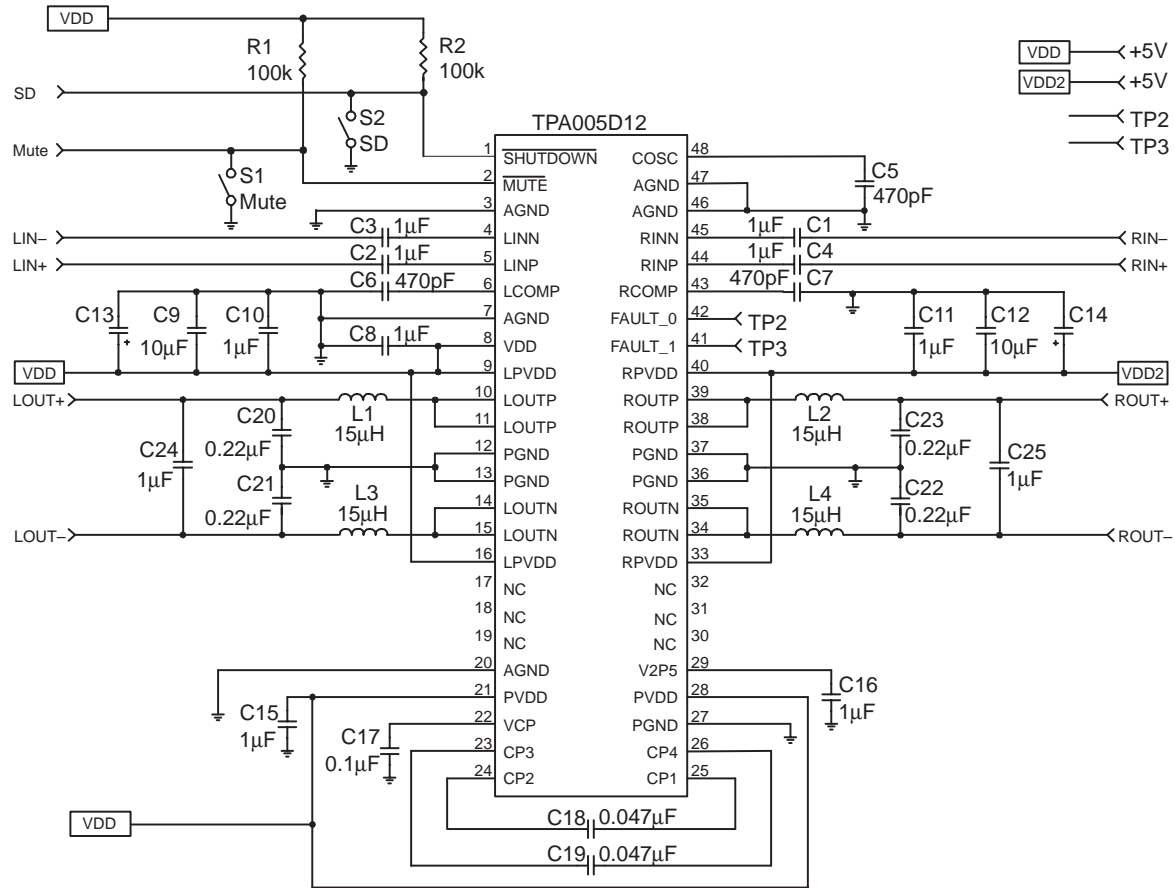 VDD
R1
100k
R2
100k
VDD
+5V
VDD2
+5V
TP2
TP3
SD
S2
SD
Mute
S1
Mute
TPA005D12
1
SHUTDOWN
COSC
48
2
MUTE
AGND
47
3
AGND
AGND
46
C5
470pF
LIN–
C3
1µF
4
LINN
RINN
45
1µF
C1
RIN–
LIN+
C2
1µF
5
LINP
RINP
44
1µF
C4
RIN+
C6
470pF
6
LCOMP
RCOMP
43
470pF
C7
C13
C9
10µF
C10
1µF
7
AGND
FAULT_0
42
TP2
C11
1µF
C12
10µF
C14
C8
1µF
8
VDD
FAULT_1
41
TP3
VDD
9
LPVDD
RPVDD
40
VDD2
LOUT+
10
LOUTP
ROUTP
39
ROUT+
L1
15µH
11
LOUTP
ROUTP
38
L2
15µH
C24
1µF
C20
0.22µF
12
PGND
PGND
37
C23
0.22µF
C25
1µF
C21
0.22µF
13
PGND
PGND
36
C22
0.22µF
L3
15µH
14
LOUTN
ROUTN
35
L4
15µH
LOUT–
15
LOUTN
ROUTN
34
ROUT–
16
LPVDD
RPVDD
33
17
NC
NC
32
18
NC
NC
31
19
NC
NC
30
20
AGND
V2P5
29
C16
1µF
C15
1µF
21
PVDD
PVDD
28
22
VCP
PGND
27
C17
0.1µF
23
CP3
CP4
26
24
CP2
CP1
25
VDD
C18
0.047µF
C19
0.047µF